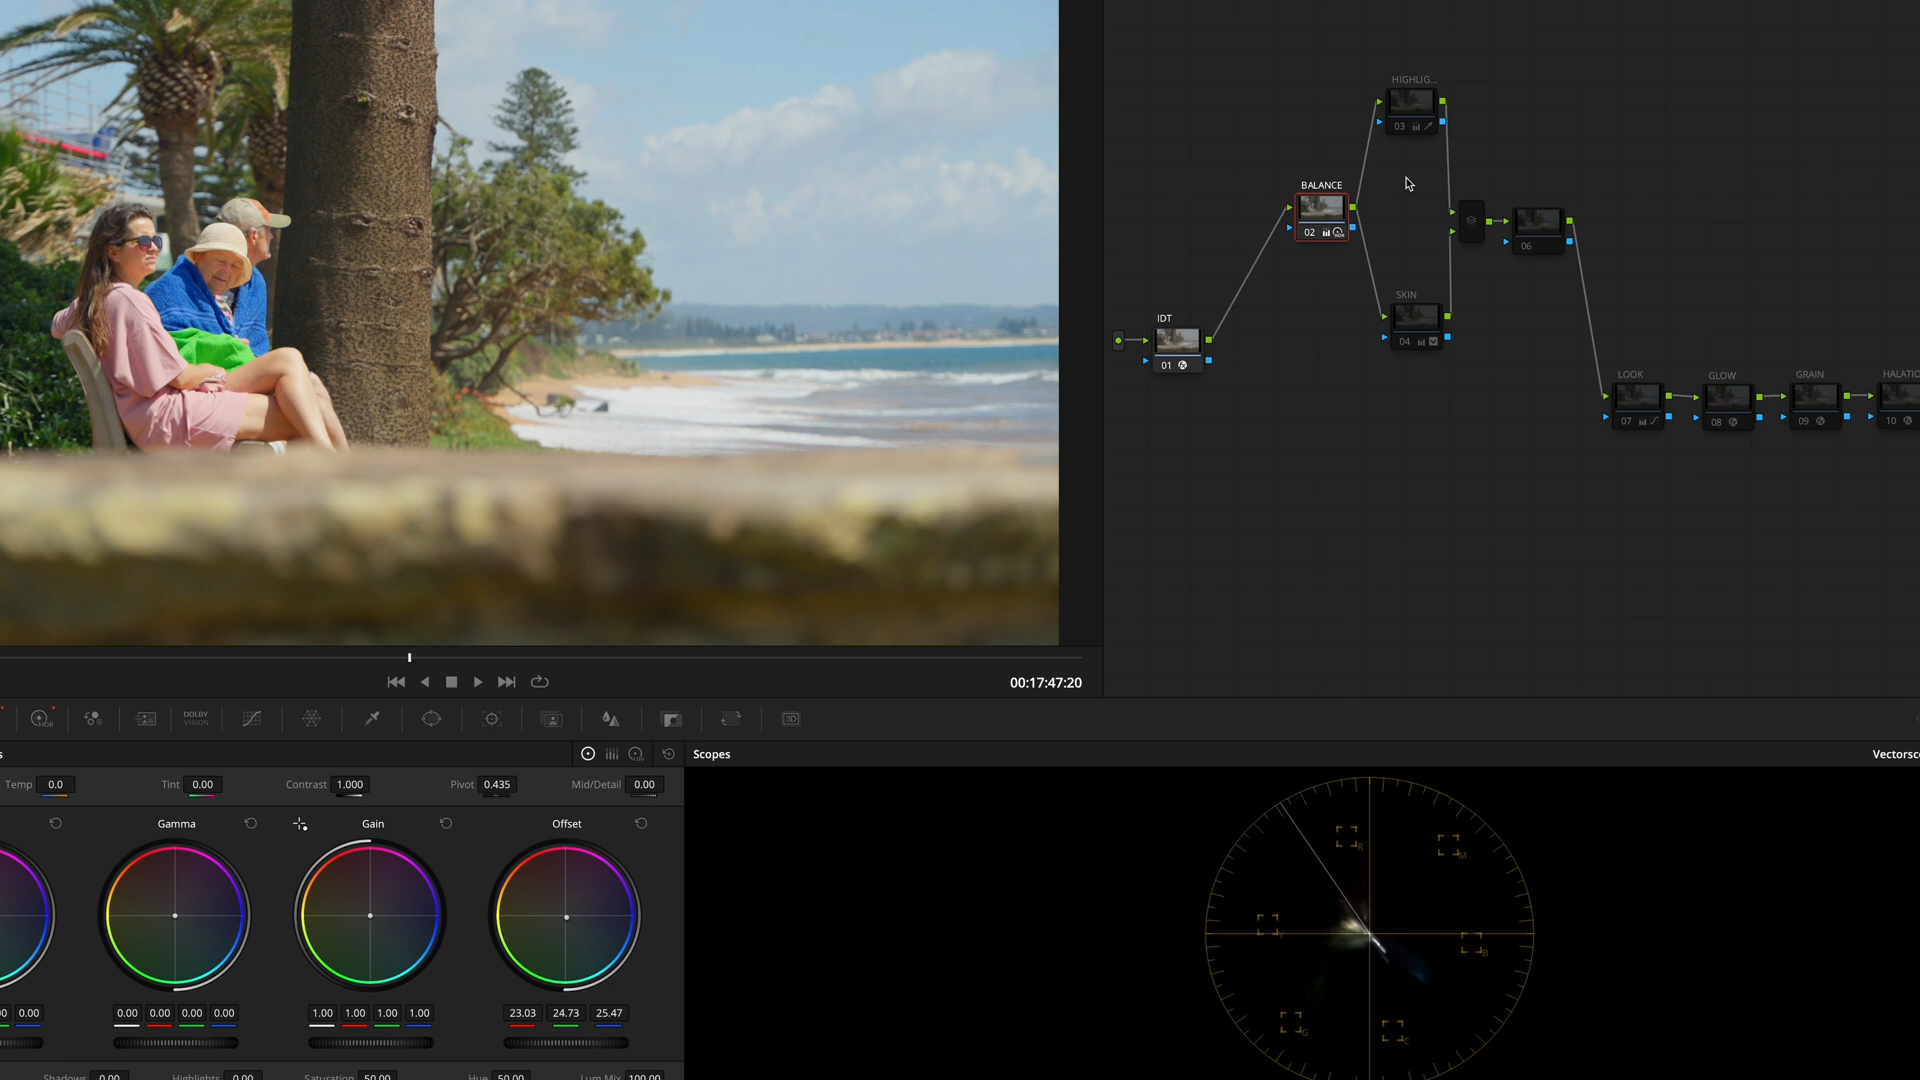 HIGHLIG...
03
BALANCE
02
06
SKIN
04
IDT
01
LOOK
GLOW
GRAIN
HALATIO
07
08
09
10
00:17:47:20
HDR
DOLBY
VISION
3D
s
Scopes
Vectorsco
Temp 0.0 Tint 0.00 Contrast 1.000 Pivot 0.435 Mid/Detail 0.00
Gamma Gain Offset
R
M
Y
B
G
C
00 0.00 0.00 0.00 0.00 0.00 1.00 1.00 1.00 1.00 23.03 24.73 25.47
Shadows 0.00 Highlights 0.00 Saturation 50.00 Hue 50.00 Lum Mix 100.00